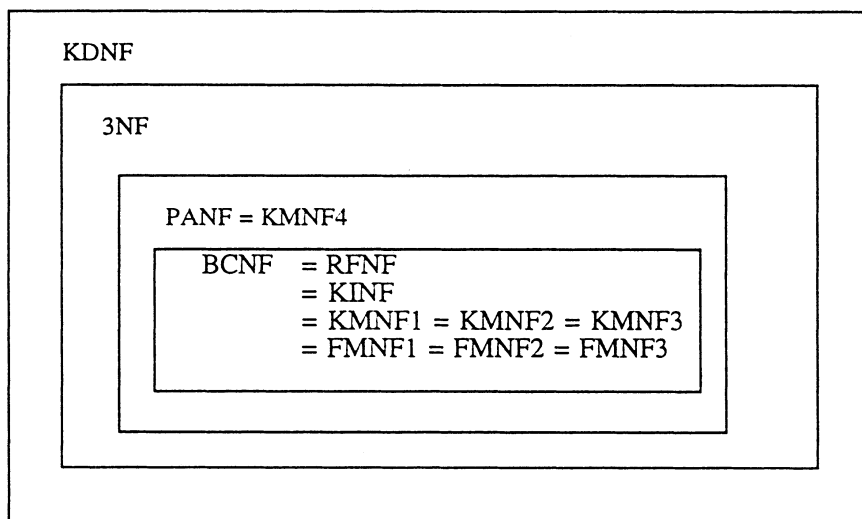 KDNF
3NF
PANF = KMNF4
BCNF = RFNF
= KINF
= KMNF1 = KMNF2 = KMNF3
= FMNF1 = FMNF2 = FMNF3